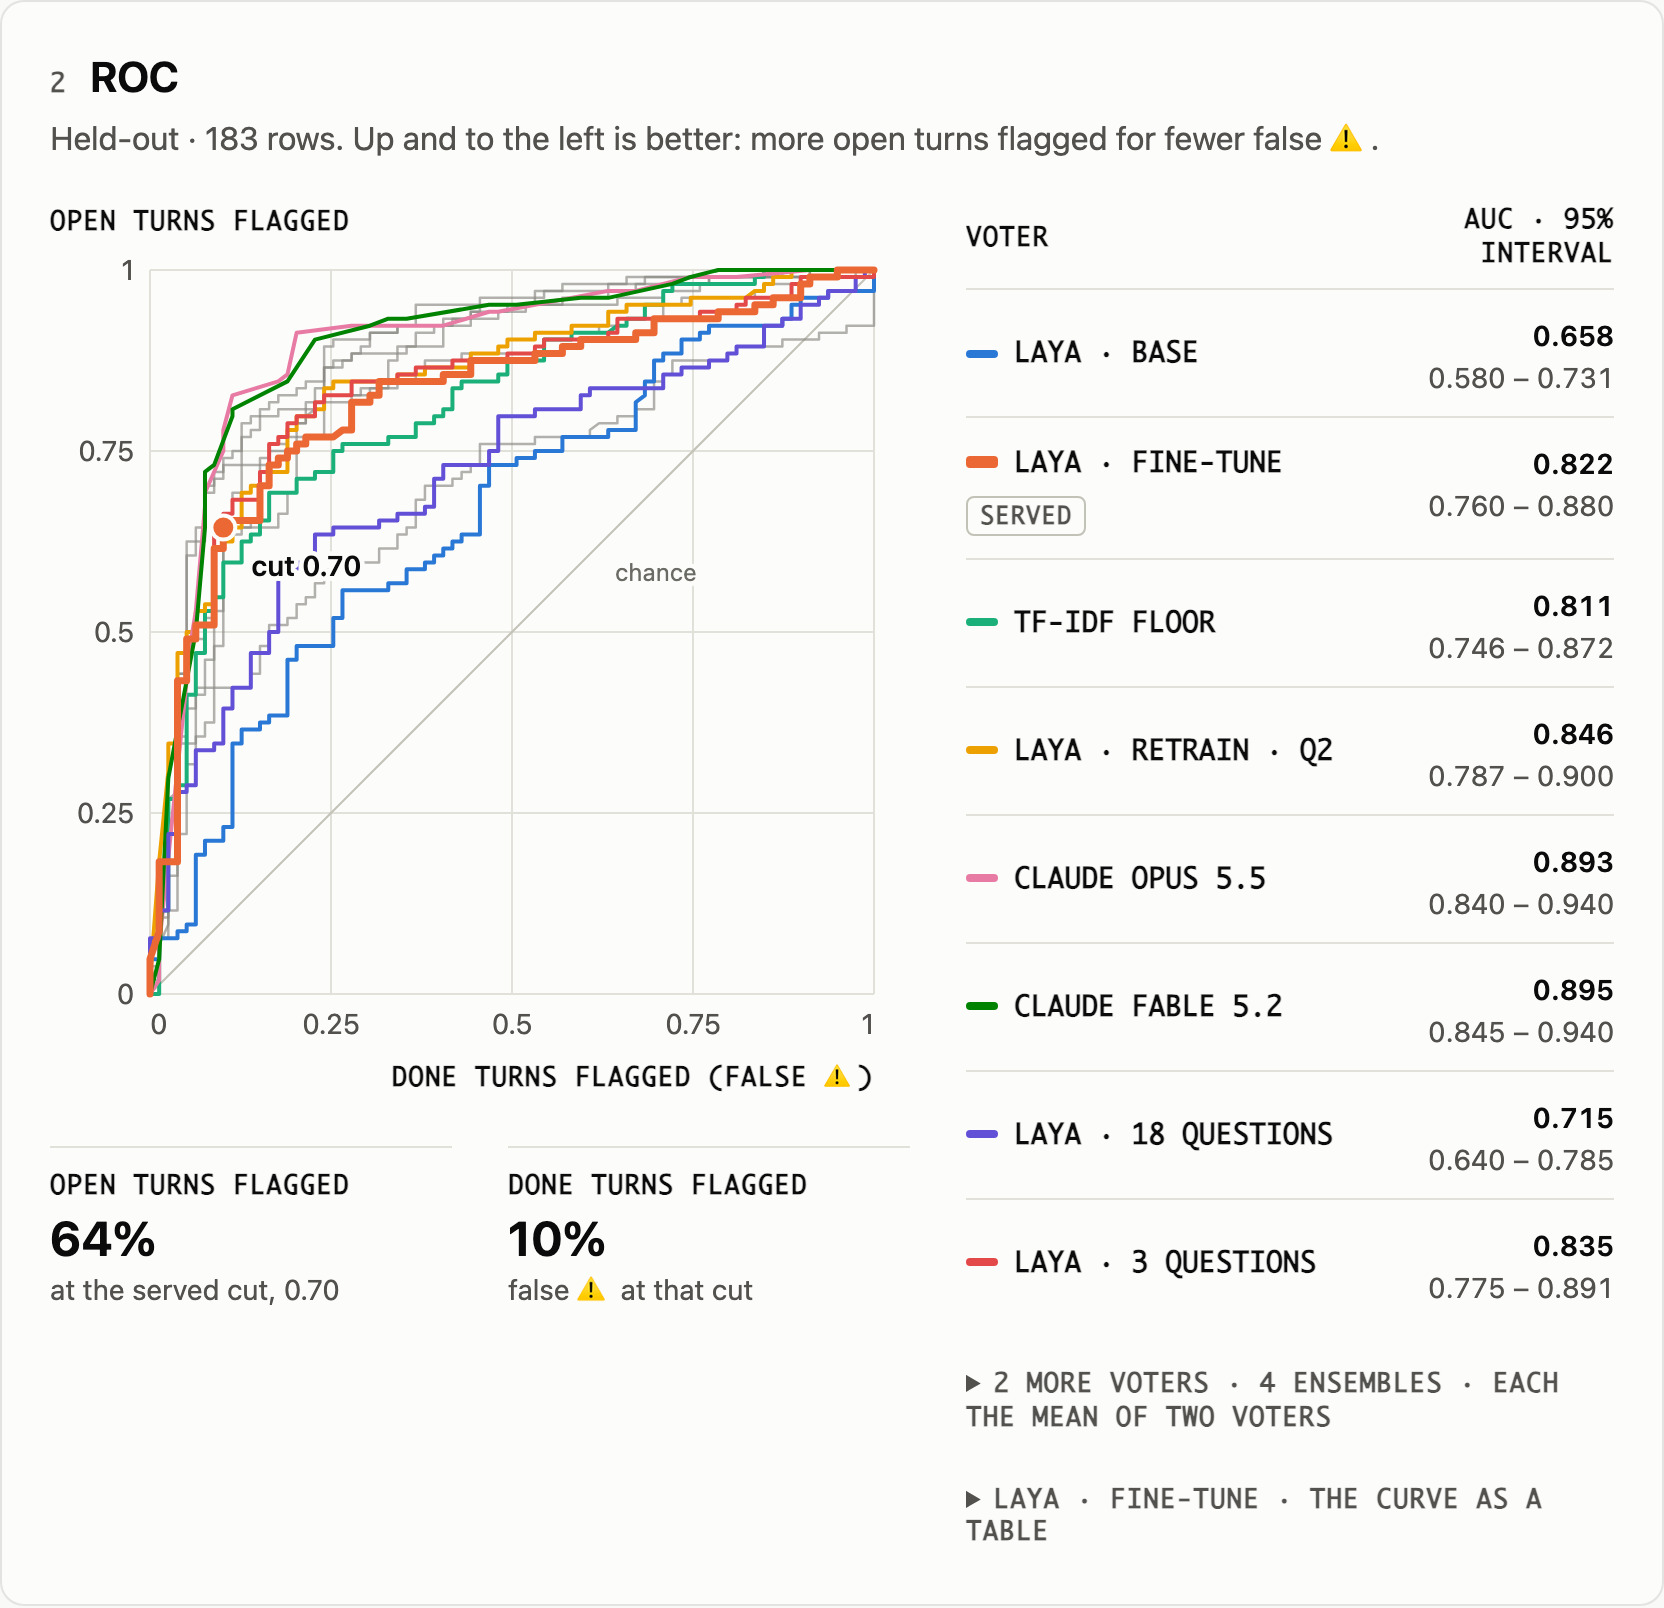 2 ROC
Held-out · 183 rows. Up and to the left is better: more open turns flagged for fewer false ⚠️ .
OPEN TURNS FLAGGED
1
0.75
0.5
0.25
0
cut 0.70
chance
0 0.25 0.5 0.75 1
DONE TURNS FLAGGED (FALSE ⚠️ )
OPEN TURNS FLAGGED
64%
at the served cut, 0.70
DONE TURNS FLAGGED
10%
false ⚠️ at that cut
VOTER
AUC · 95%
INTERVAL
LAYA · BASE
0.658
0.580 – 0.731
LAYA · FINE-TUNE
SERVED
0.822
0.760 – 0.880
TF-IDF FLOOR
0.811
0.746 – 0.872
LAYA · RETRAIN · Q2
0.846
0.787 – 0.900
CLAUDE OPUS 5.5
0.893
0.840 – 0.940
CLAUDE FABLE 5.2
0.895
0.845 – 0.940
LAYA · 18 QUESTIONS
0.715
0.640 – 0.785
LAYA · 3 QUESTIONS
0.835
0.775 – 0.891
▶ 2 MORE VOTERS · 4 ENSEMBLES · EACH
THE MEAN OF TWO VOTERS
▶ LAYA · FINE-TUNE · THE CURVE AS A
TABLE